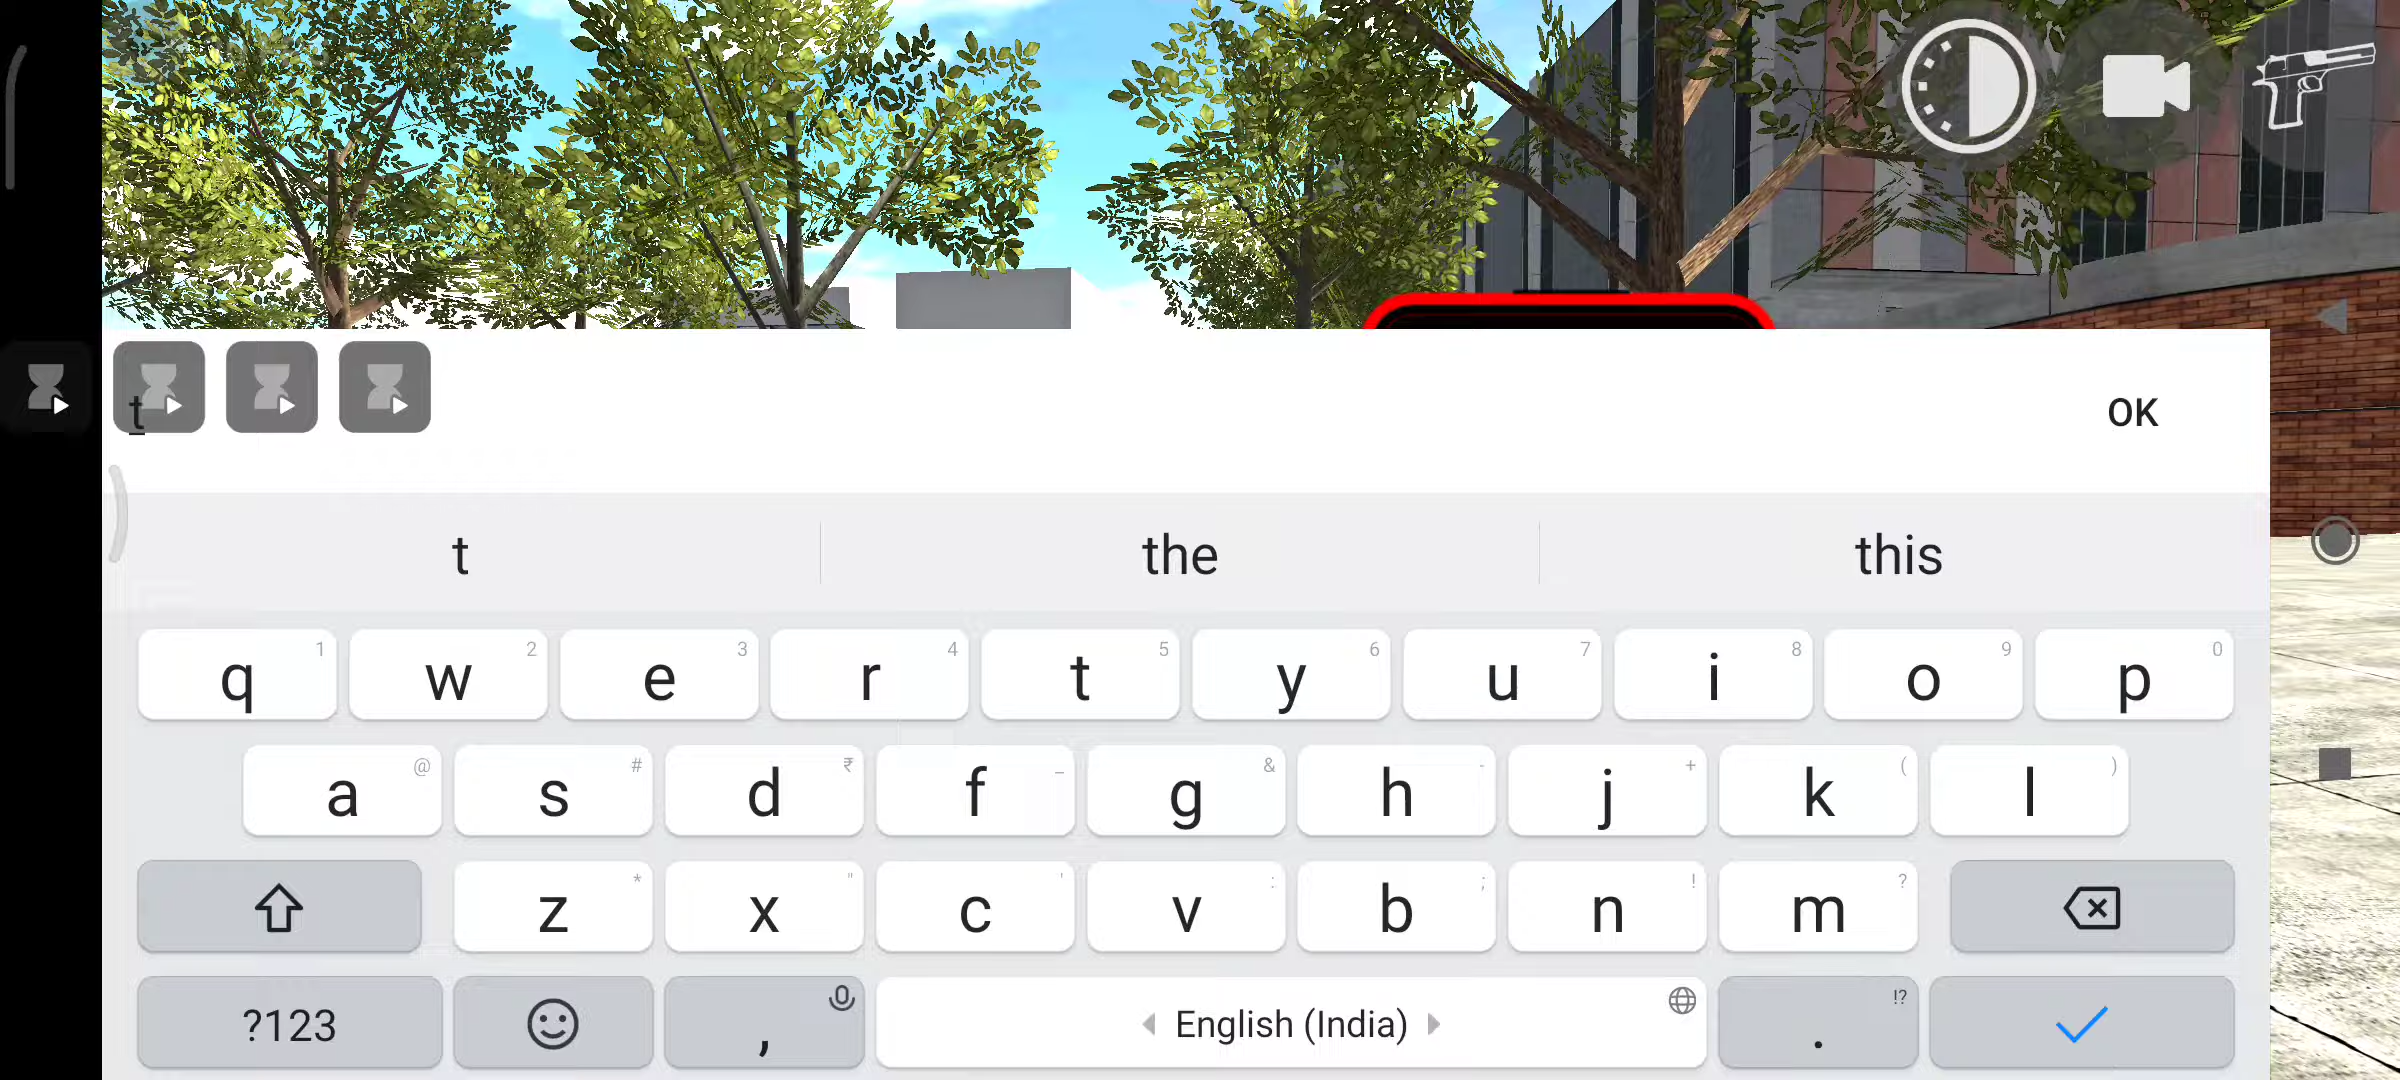 t
OK
t the this
q 1 w 2 e 3 r 4 t 5 y 6 u 7 i 8 o 9 p 0
a @ s # d ₹ f _ g & h - j + k ( l )
z * x " c ' v : b ; n ! m ?
?123 , English (India) . !?